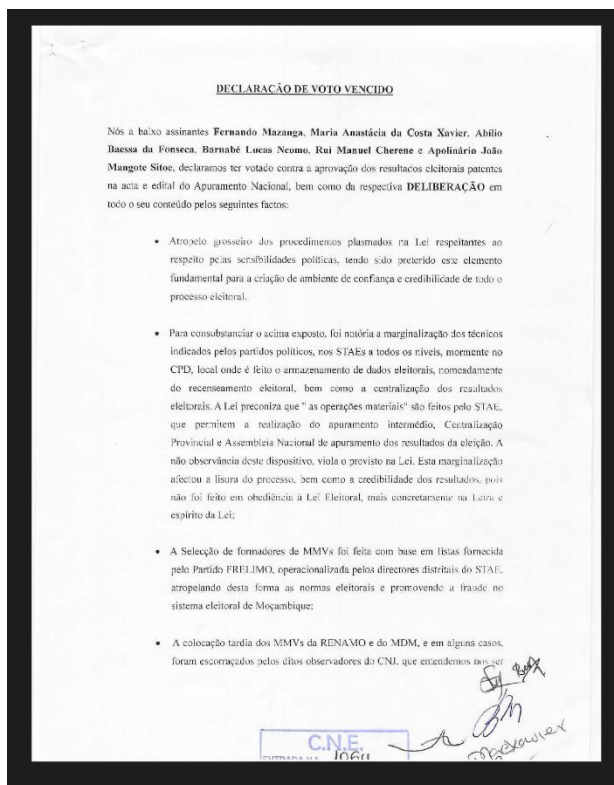 DECLARAÇÃO DE VOTO VENCIDO
Nós a baixo assinantes Fernando Mazanga, Maria Anastácia da Costa Xavier, Abílio
Baessa da Fonseca, Barnabé Lucas Ncomo, Rui Manuel Cherene e Apolinário João
Mangote Sitoe, declaramos ter votado contra a aprovação dos resultados eleitorais patentes
na acta e edital do Apuramento Nacional, bem como da respectiva DELIBERAÇÃO em
todo o seu conteúdo pelos seguintes factos:
• Atropelo grosseiro dos procedimentos plasmados na Lei respeitantes ao
respeito pelas sensibilidades políticas, tendo sido preterido este elemento
fundamental para a criação de ambiente de confiança e credibilidade de todo o
processo eleitoral.
• Para consubstanciar o acima exposto, foi notória a marginalização dos técnicos
indicados pelos partidos políticos, nos STAEs a todos os níveis, mormente no
CPD, local onde é feito o armazenamento de dados eleitorais, nomeadamente
do recenseamento eleitoral, bem como a centralização dos resultados
eleitorais. A Lei preconiza que " as operações materiais" são feitos pelo STAE,
que permitem a realização do apuramento intermédio, Centralização
Provincial e Assembleia Nacional de apuramento dos resultados da eleição. A
não observância deste dispositivo, viola o previsto na Lei. Esta marginalização
afectou a lisura do processo, bem como a credibilidade dos resultados, pois
não foi feito em obediência à Lei Eleitoral, mais concretamente na Letra e
espírito da Lei;
• A Selecção de formadores de MMVs foi feita com base em listas fornecida
pelo Partido FRELIMO, operacionalizada pelos directores distritais do STAE,
atropelando desta forma as normas eleitorais e promovendo a fraude no
sistema eleitoral de Moçambique;
• A colocação tardia dos MMVs da RENAMO e do MDM, e em alguns casos,
foram escorraçados pelos ditos observadores do CNJ, que entendemos nos ser
C.N.E.